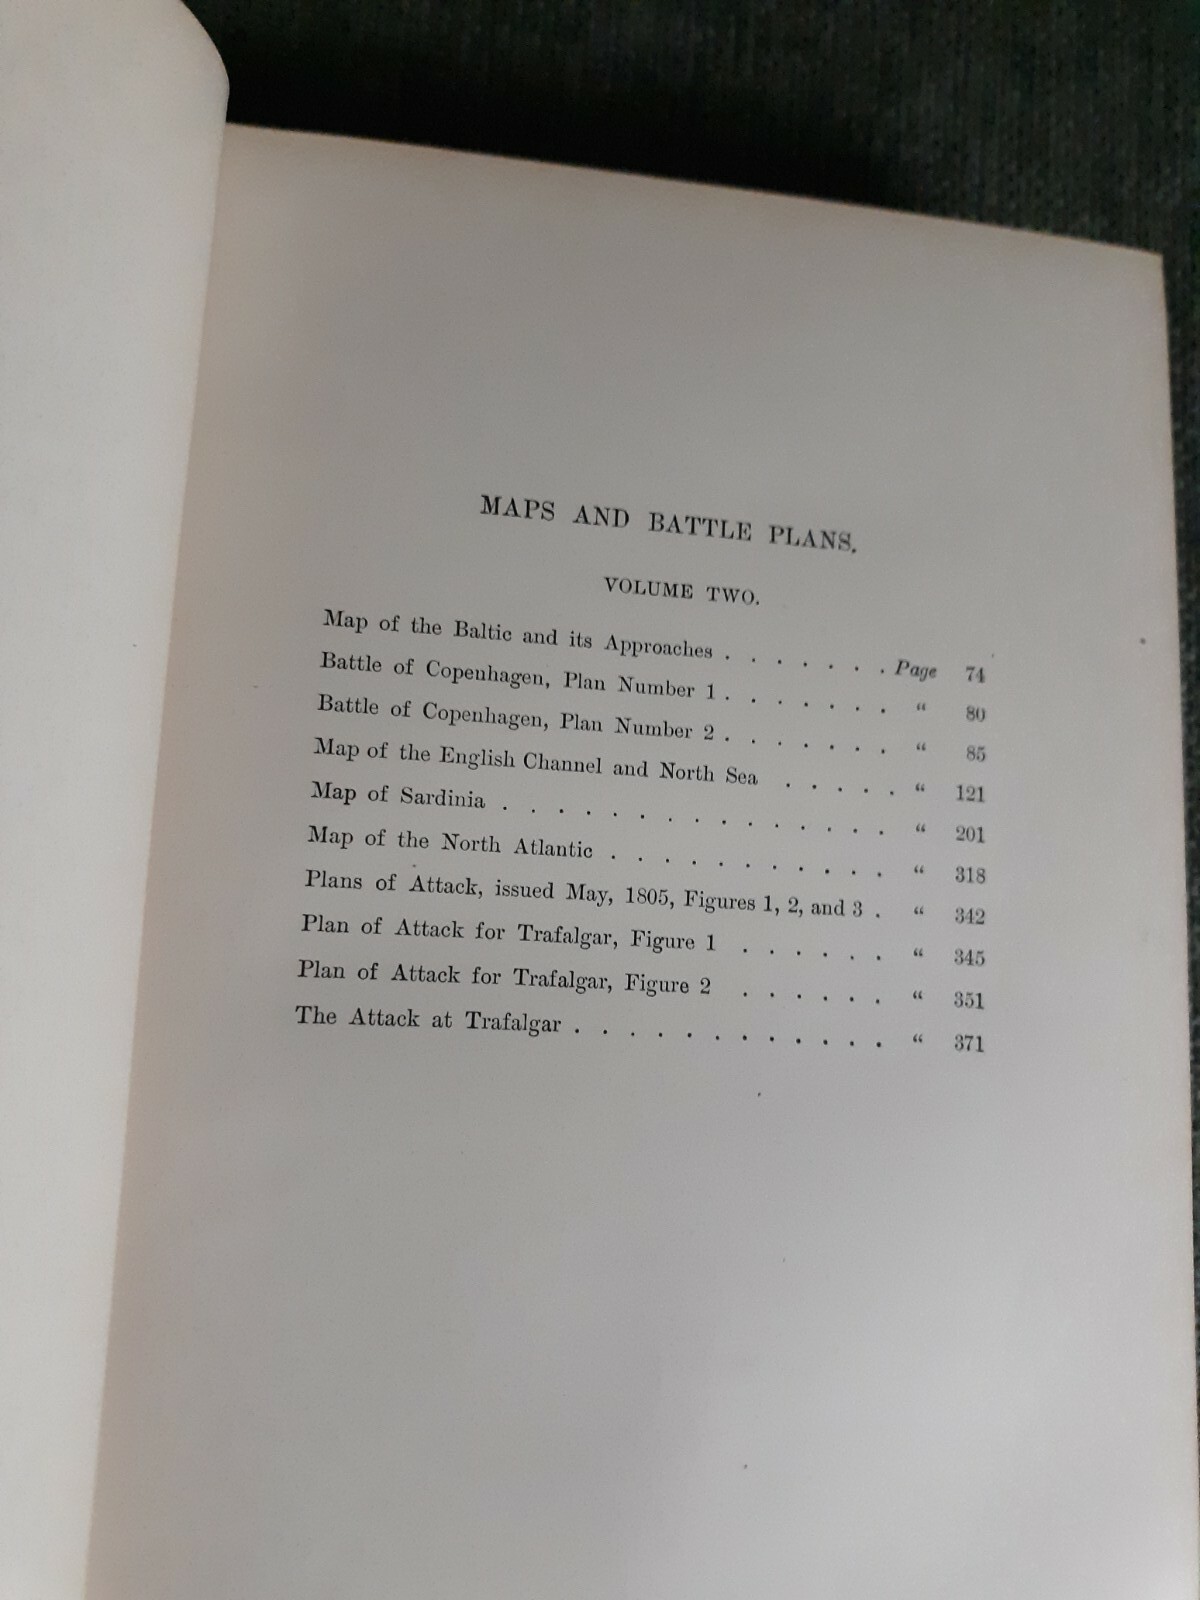 MAPS AND BATTLE PLANS.
VOLUME TWO.
Map of the Baltic and its Approaches . . . . . . . Page 74
Battle of Copenhagen, Plan Number 1 . . . . . . . “ 80
Battle of Copenhagen, Plan Number 2 . . . . . . . “ 85
Map of the English Channel and North Sea . . . . . “ 121
Map of Sardinia . . . . . . . . . . . . . . . “ 201
Map of the North Atlantic . . . . . . . . . . . “ 318
Plans of Attack, issued May, 1805, Figures 1, 2, and 3 . “ 342
Plan of Attack for Trafalgar, Figure 1 . . . . . . “ 345
Plan of Attack for Trafalgar, Figure 2 . . . . . . “ 351
The Attack at Trafalgar . . . . . . . . . . . . “ 371